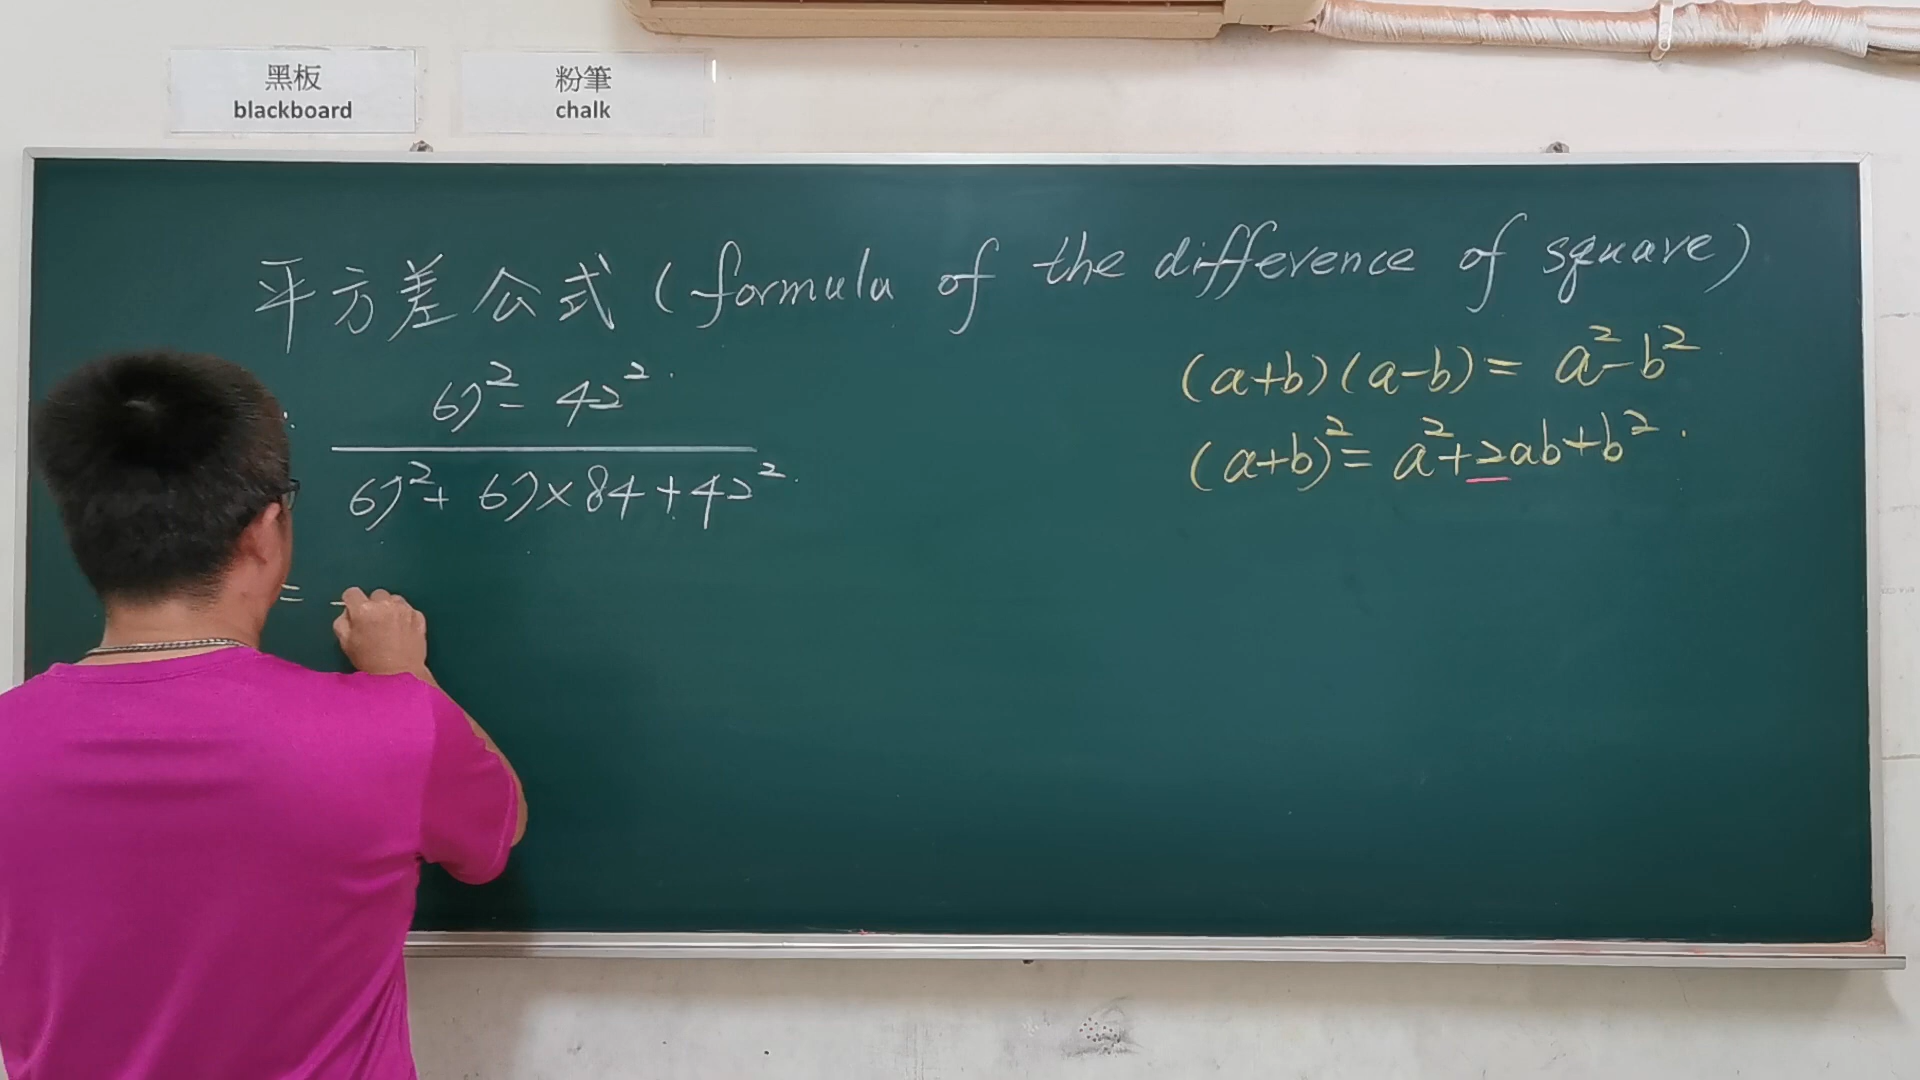 黑板
blackboard
粉筆
chalk
平方差公式 (formula of the difference of square)
67² - 42²
67² + 67×84 + 42²
=
(a+b)(a-b) = a²-b²
(a+b)² = a²+2ab+b².